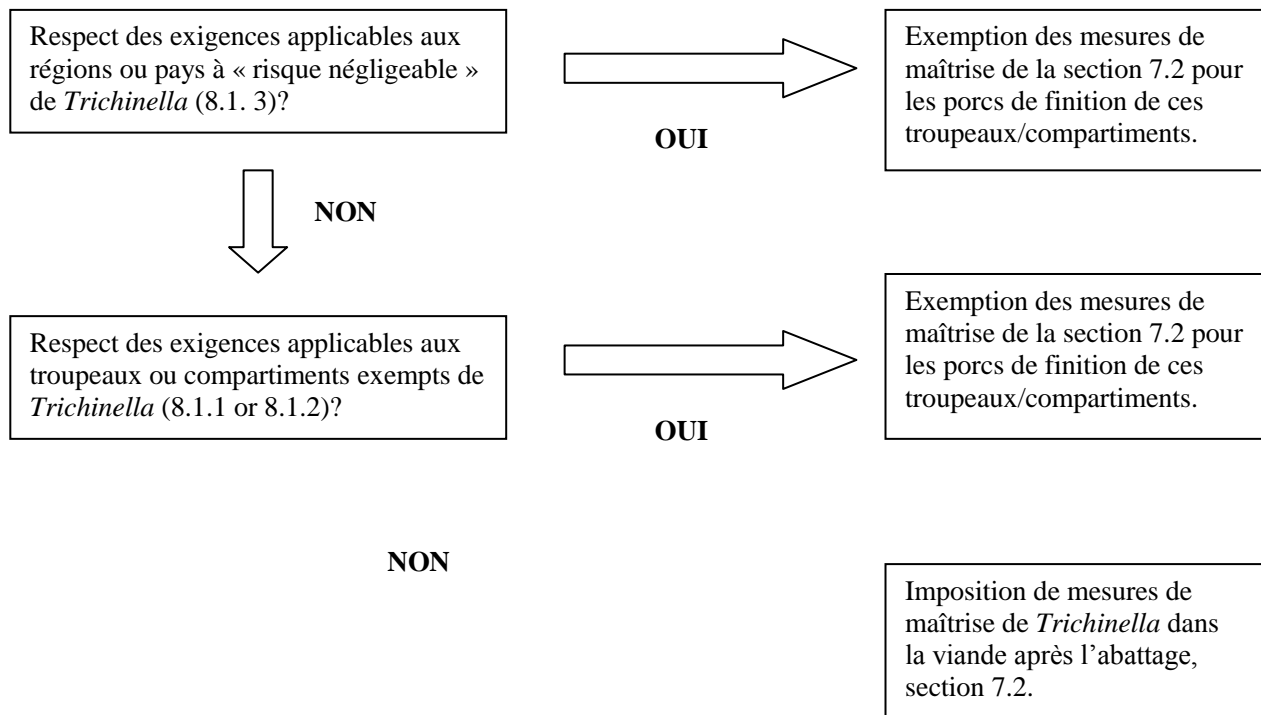 Respect des exigences applicables aux
régions ou pays à « risque négligeable »
de Trichinella (8.1. 3)?
OUI
Exemption des mesures de
maîtrise de la section 7.2 pour
les porcs de finition de ces
troupeaux/compartiments.
NON
Respect des exigences applicables aux
troupeaux ou compartiments exempts de
Trichinella (8.1.1 or 8.1.2)?
OUI
Exemption des mesures de
maîtrise de la section 7.2 pour
les porcs de finition de ces
troupeaux/compartiments.
NON
Imposition de mesures de
maîtrise de Trichinella dans
la viande après l’abattage,
section 7.2.